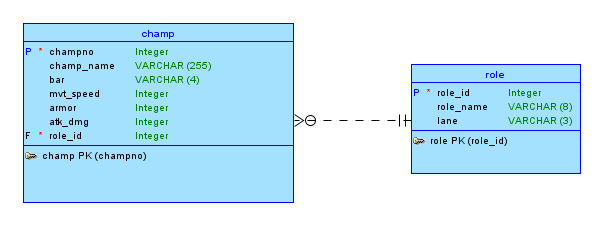 champ
P * champno Integer
champ_name VARCHAR (255)
bar VARCHAR (4)
mvt_speed Integer
armor Integer
atk_dmg Integer
F * role_id Integer
champ PK (champno)
role
P * role_id Integer
role_name VARCHAR (8)
lane VARCHAR (3)
role PK (role_id)